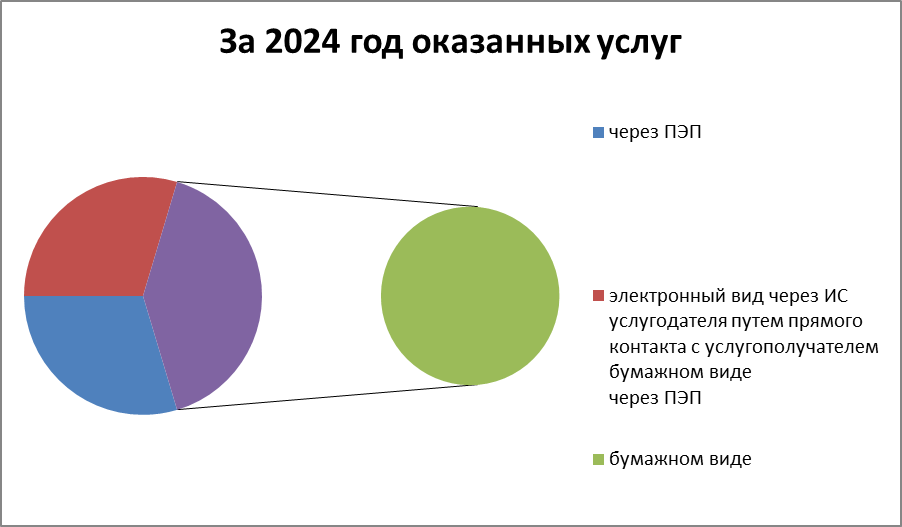 За 2024 год оказанных услуг
через ПЭП
электронный вид через ИС
услугодателя путем прямого
контакта с услугополучателем
бумажном виде
через ПЭП
бумажном виде